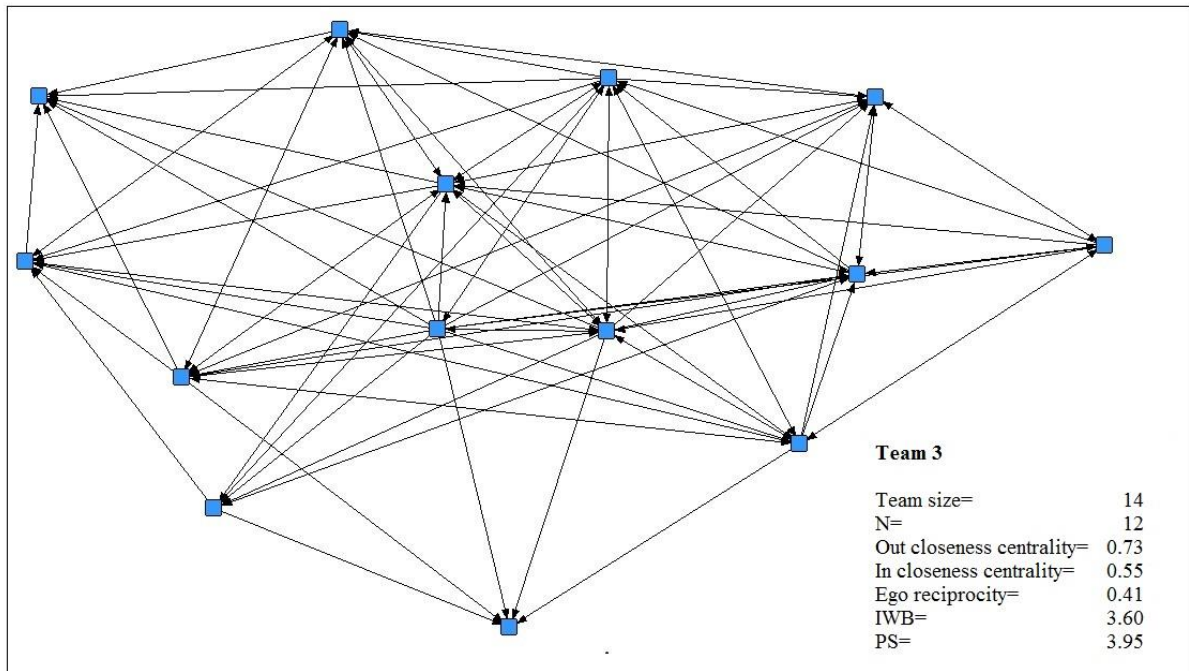 Team 3
Team size= 14
N= 12
Out closeness centrality= 0.73
In closeness centrality= 0.55
Ego reciprocity= 0.41
IWB= 3.60
PS= 3.95